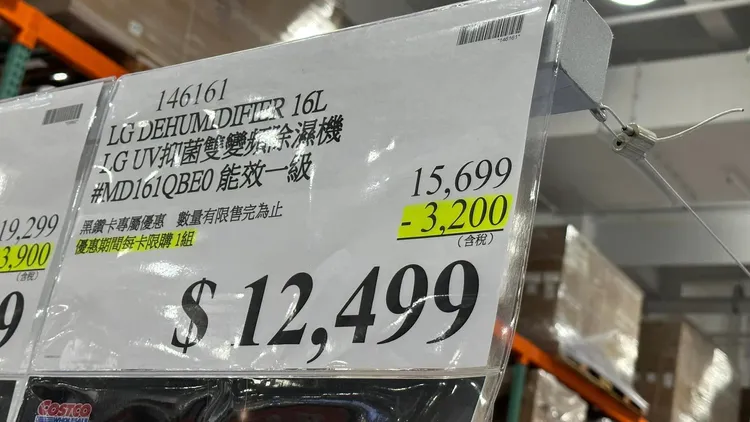 146161
LG DEHUMIDIFIER 16L
LG UV抑菌雙變頻除濕機
#MD161QBE0 能效一級
黑鑽卡專屬優惠 數量有限售完為止
優惠期間每卡限購 1組
15,699
- 3,200
(含稅)
$ 12,499
*146161*
19,299
3,900
(含稅)
9
COSTCO
WHOLESALE